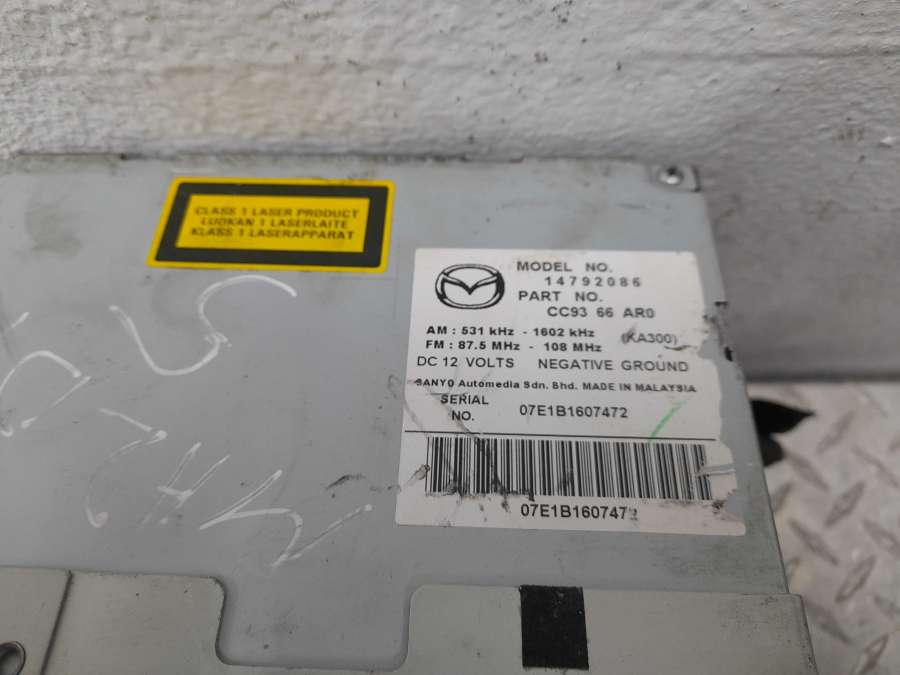 CLASS 1 LASER PRODUCT
LUOKAN 1 LASERLAITE
KLASS 1 LASERAPPARAT
MODEL NO.
14792086
PART NO.
CC93 66 AR0
AM : 531 kHz - 1602 kHz (KA300)
FM : 87.5 MHz - 108 MHz
DC 12 VOLTS NEGATIVE GROUND
SANYO Automedia Sdn. Bhd. MADE IN MALAYSIA
SERIAL
NO. 07E1B1607472
07E1B1607472